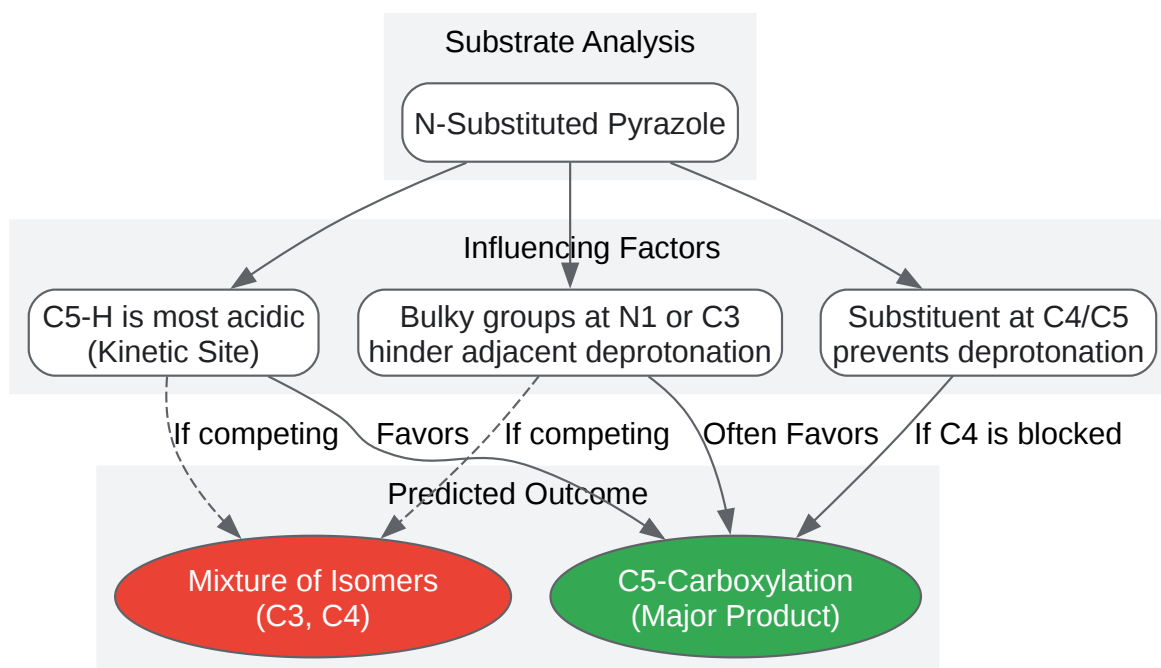 Substrate Analysis
N-Substituted Pyrazole
Influencing Factors
C5-H is most acidic
(Kinetic Site)
Bulky groups at N1 or C3
hinder adjacent deprotonation
Substituent at C4/C5
prevents deprotonation
If competing
Favors
If competing
Often Favors
If C4 is blocked
Predicted Outcome
Mixture of Isomers
(C3, C4)
C5-Carboxylation
(Major Product)